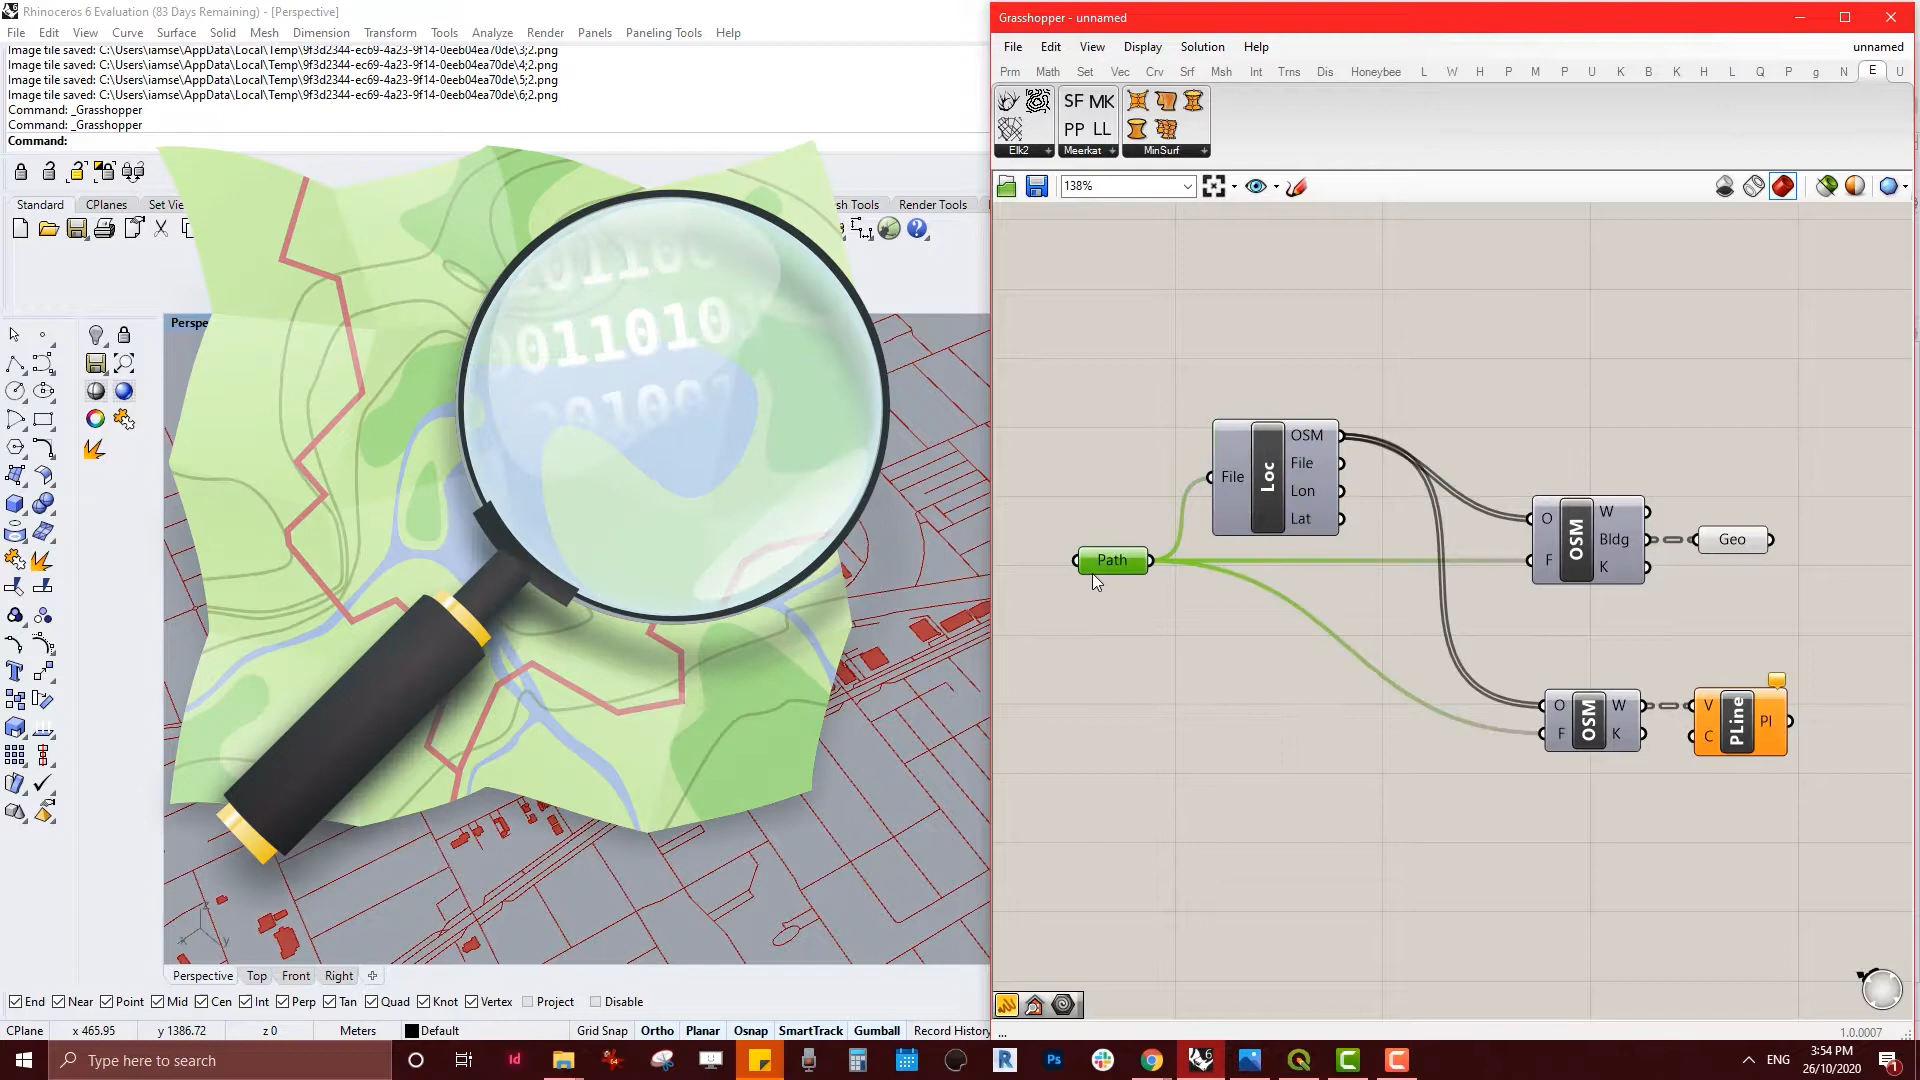 Rhinoceros 6 Evaluation (83 Days Remaining) - [Perspective]
File Edit View Curve Surface Solid Mesh Dimension Transform Tools Analyze Render Panels Paneling Tools Help
Image tile saved: C:\Users\iamse\AppData\Local\Temp\9f3d2344-ec69-4a23-9f14-0eeb04ea70de\3;2.png
Image tile saved: C:\Users\iamse\AppData\Local\Temp\9f3d2344-ec69-4a23-9f14-0eeb04ea70de\4;2.png
Image tile saved: C:\Users\iamse\AppData\Local\Temp\9f3d2344-ec69-4a23-9f14-0eeb04ea70de\5;2.png
Image tile saved: C:\Users\iamse\AppData\Local\Temp\9f3d2344-ec69-4a23-9f14-0eeb04ea70de\6;2.png
Command: _Grasshopper
Command: _Grasshopper
Command:
Standard CPlanes Set Vie
sh Tools Render Tools
Perspe
011010
Perspective Top Front Right
End Near Point Mid Cen Int Perp Tan Quad Knot Vertex Project Disable
CPlane x 465.95 y 1386.72 z 0 Meters Default Grid Snap Ortho Planar Osnap SmartTrack Gumball Record History
Grasshopper - unnamed
File Edit View Display Solution Help unnamed
Prm Math Set Vec Crv Srf Msh Int Trns Dis Honeybee L W H P M P U K B K H L Q P g N E U
SF MK
PP LL
Elk2 Meerkat MinSurf
138%
File Loc OSM File Lon Lat
Path
O F OSM W Bldg K
Geo
O F OSM W K
V C PLine Pl
...
1.0.0007
Type here to search
ENG
3:54 PM
26/10/2020
1